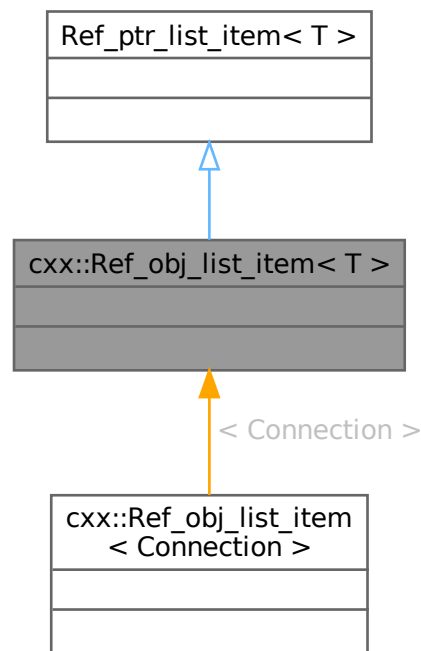 Ref_ptr_list_item< T >
cxx::Ref_obj_list_item< T >
< Connection >
cxx::Ref_obj_list_item
< Connection >